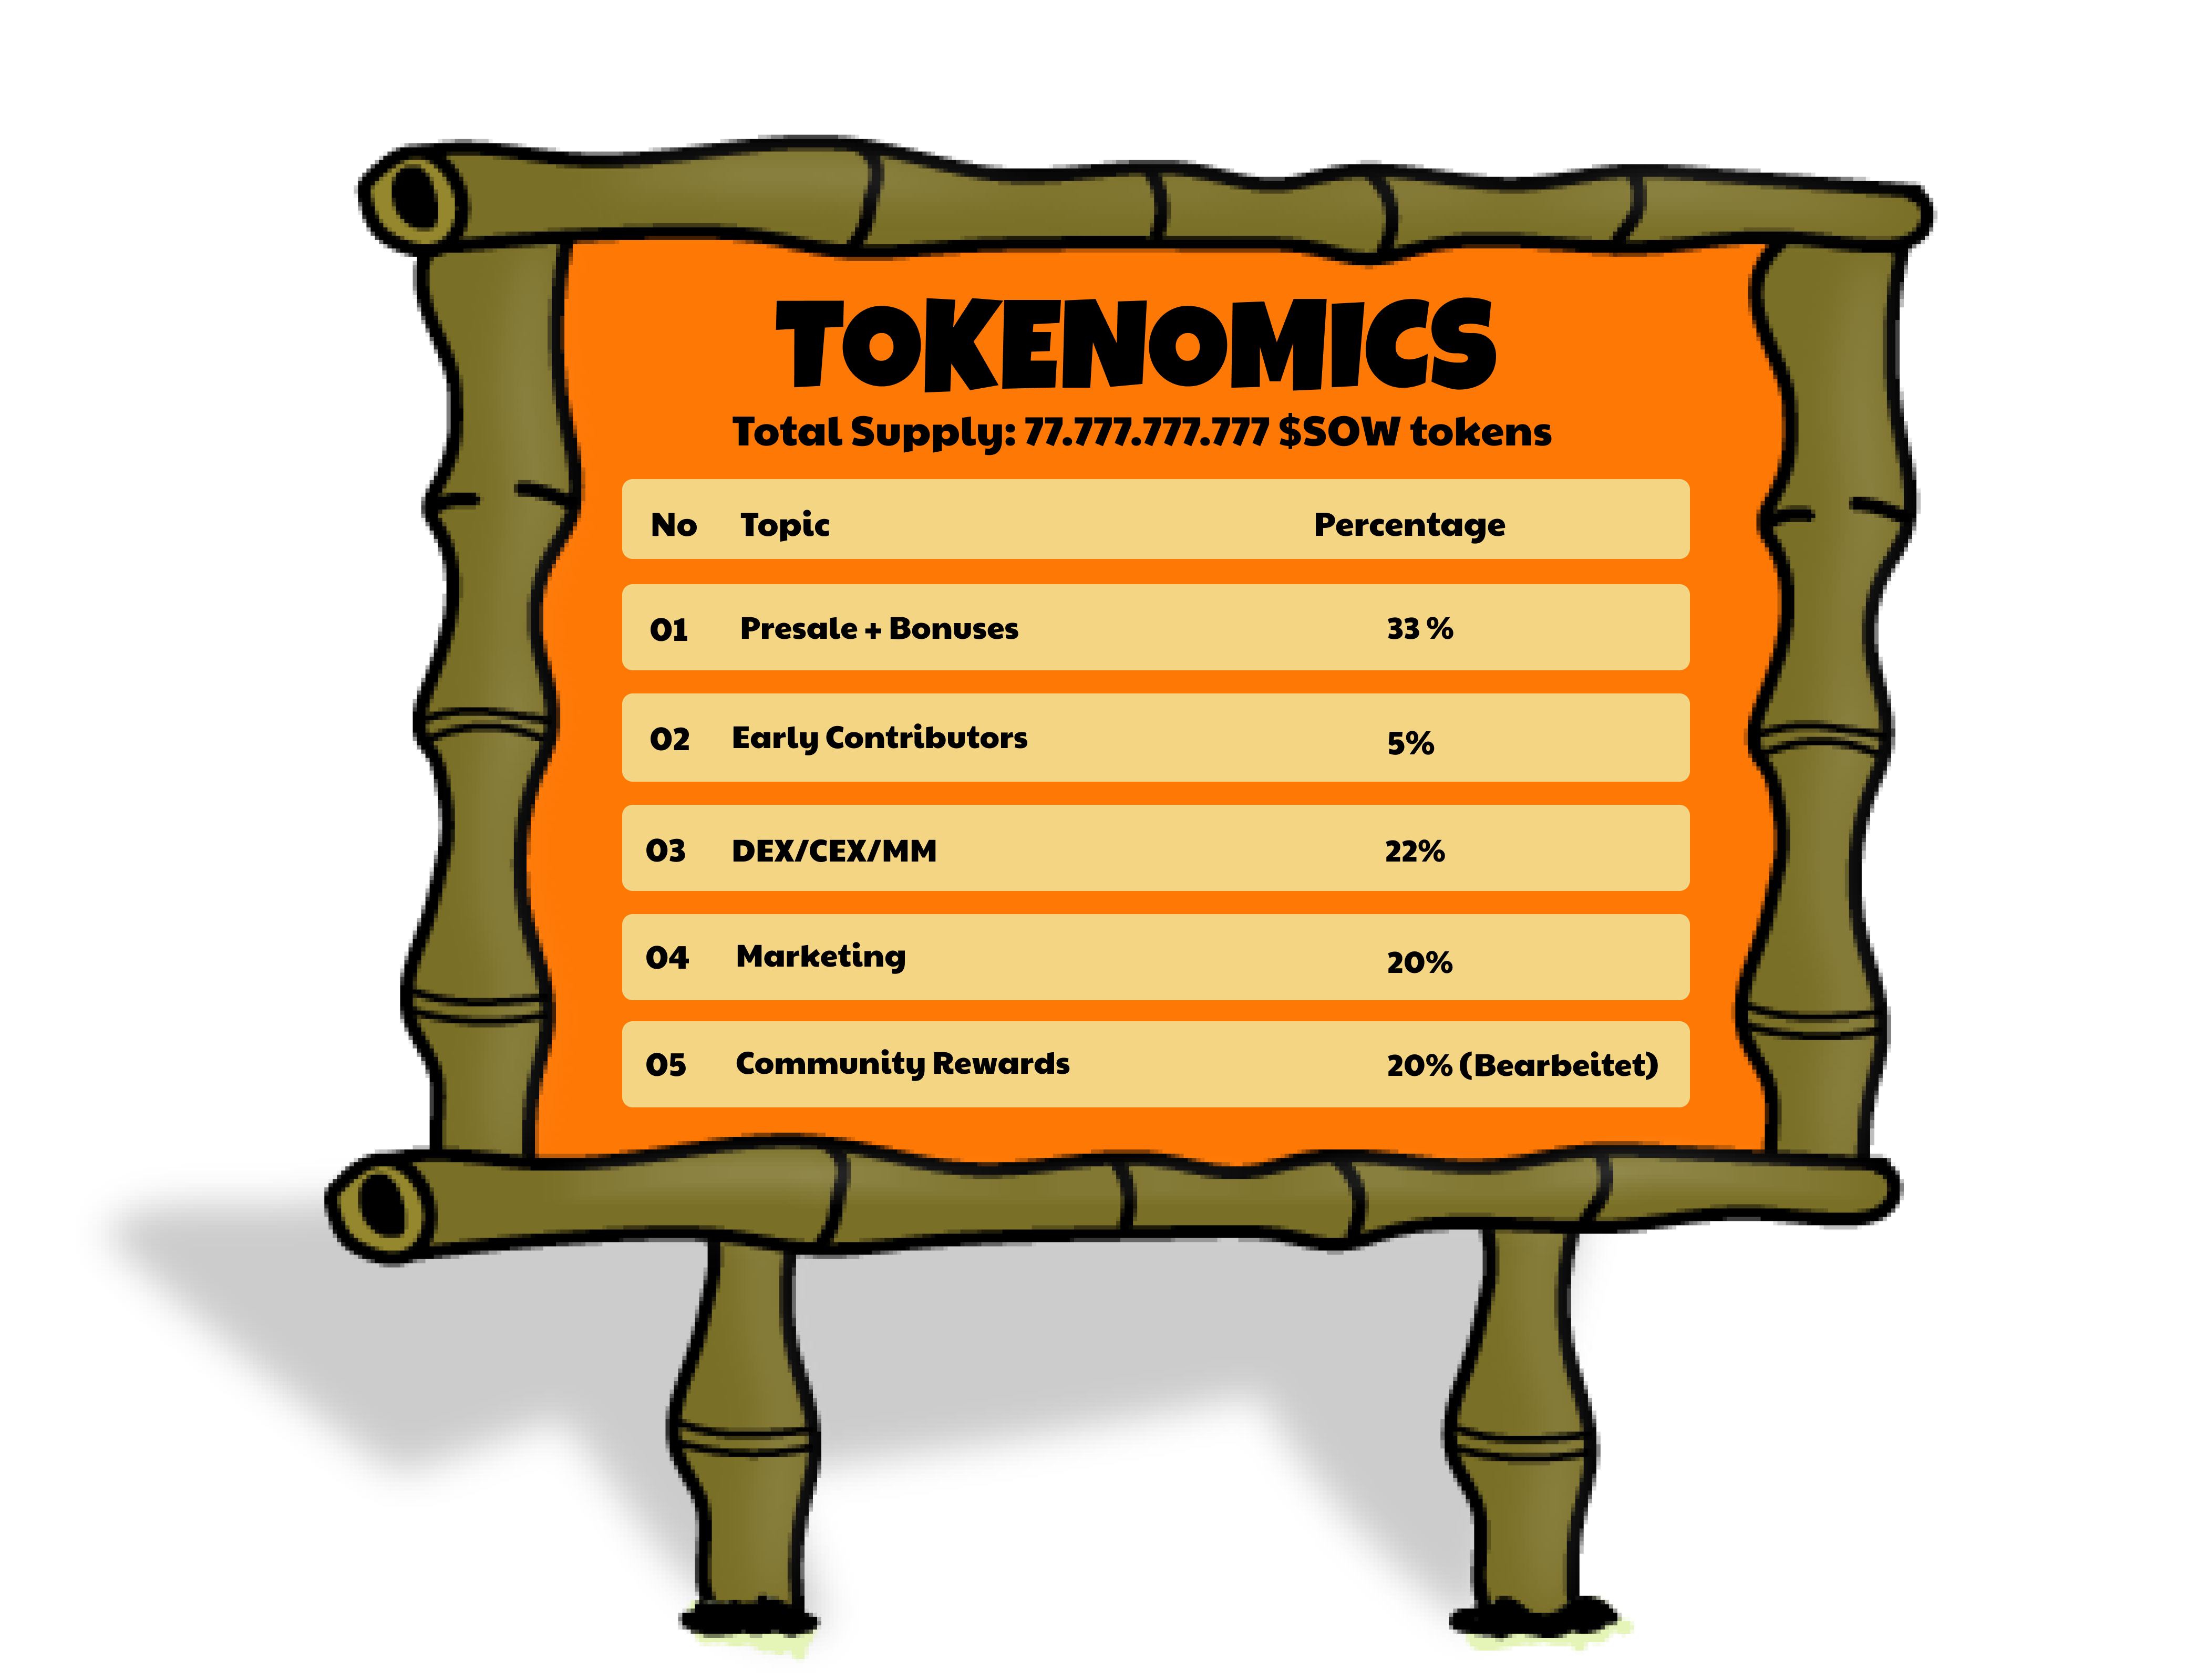 TOKENOMICS
Total Supply: 77.777.777.777 $SOW tokens
No Topic Percentage
01 Presale + Bonuses 33 %
02 Early Contributors 5%
03 DEX/CEX/MM 22%
04 Marketing 20%
05 Community Rewards 20% (Bearbeitet)